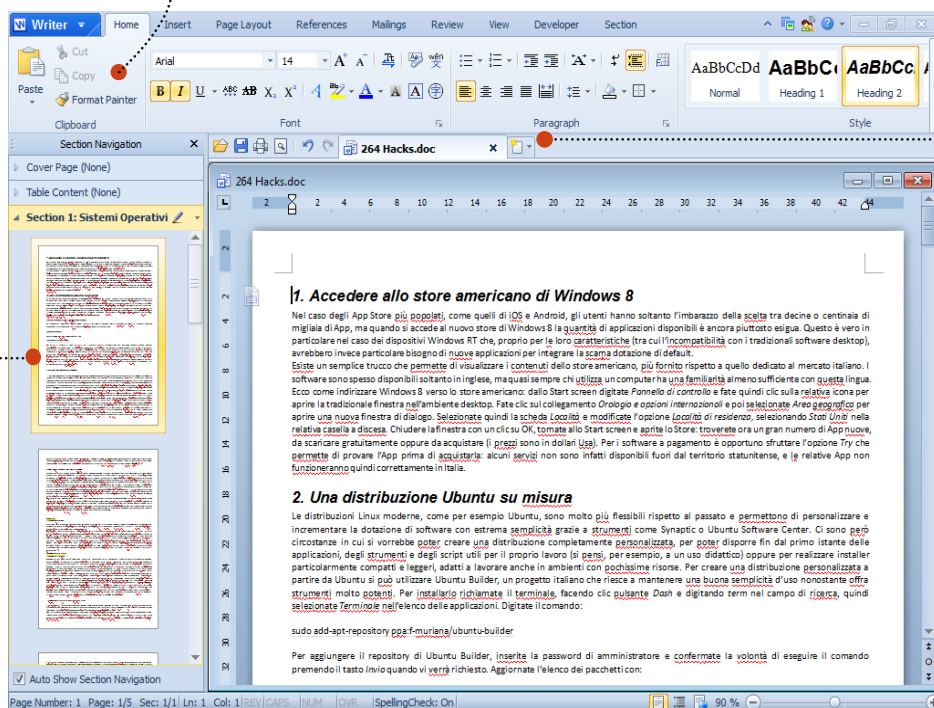 Writer
Home
Insert
Page Layout
References
Mailings
Review
View
Developer
Section
Cut
Copy
Paste
Format Painter
Clipboard
Arial
14
Font
Paragraph
AaBbCcDd
AaBbC
AaBbCc
Normal
Heading 1
Heading 2
Style
Section Navigation
264 Hacks.doc
Cover Page (None)
Table Content (None)
Section 1: Sistemi Operativi
264 Hacks.doc
2 2 4 6 8 10 12 14 16 18 20 22 24 26 28 30 32 34 36 38 40 42 44
1. Accedere allo store americano di Windows 8
Nel caso degli App Store più popolati, come quelli di iOS e Android, gli utenti hanno soltanto l'imbarazzo della scelta tra decine o centinaia di
migliaia di App, ma quando si accede al nuovo store di Windows 8 la quantità di applicazioni disponibili è ancora piuttosto esigua. Questo è vero in
particolare nel caso dei dispositivi Windows RT che, proprio per le loro caratteristiche (tra cui l'incompatibilità con i tradizionali software desktop),
avrebbero invece particolare bisogno di nuove applicazioni per integrare la scarna dotazione di default.
Esiste un semplice trucco che permette di visualizzare i contenuti dello store americano, più fornito rispetto a quello dedicato al mercato italiano. I
software sono spesso disponibili soltanto in inglese, ma quasi sempre chi utilizza un computer ha una familiarità almeno sufficiente con questa lingua.
Ecco come indirizzare Windows 8 verso lo store americano: dallo Start screen digitate Pannello di controllo e fate quindi clic sulla relativa icona per
aprire la tradizionale finestra nell'ambiente desktop. Fate clic sul collegamento Orologio e opzioni internazionali e poi selezionate Area geografica per
aprire una nuova finestra di dialogo. Selezionate quindi la scheda Località e modificate l'opzione Località di residenza, selezionando Stati Uniti nella
relativa casella a discesa. Chiudere la finestra con un clic su OK, tornate allo Start screen e aprite lo Store: troverete ora un gran numero di App nuove,
da scaricare gratuitamente oppure da acquistare (i prezzi sono in dollari Usa). Per i software a pagamento è opportuno sfruttare l'opzione Try che
permette di provare l'App prima di acquistarla: alcuni servizi non sono infatti disponibili fuori dal territorio statunitense, e le relative App non
funzioneranno quindi correttamente in Italia.
2. Una distribuzione Ubuntu su misura
Le distribuzioni Linux moderne, come per esempio Ubuntu, sono molto più flessibili rispetto al passato e permettono di personalizzare e
incrementare la dotazione di software con estrema semplicità grazie a strumenti come Synaptic o Ubuntu Software Center. Ci sono però
circostanze in cui si vorrebbe poter creare una distribuzione completamente personalizzata, per poter disporre fin dal primo istante delle
applicazioni, degli strumenti e degli script utili per il proprio lavoro (si pensi, per esempio, a un uso didattico) oppure per realizzare installer
particolarmente compatti e leggeri, adatti a lavorare anche in ambienti con pochissime risorse. Per creare una distribuzione personalizzata a
partire da Ubuntu si può utilizzare Ubuntu Builder, un progetto italiano che riesce a mantenere una buona semplicità d'uso nonostante offra
strumenti molto potenti. Per installarlo richiamate il terminale, facendo clic pulsante Dash e digitando term nel campo di ricerca, quindi
selezionate Terminale nell'elenco delle applicazioni. Digitate il comando:
sudo add-apt-repository ppa:f-muriana/ubuntu-builder
Per aggiungere il repository di Ubuntu Builder, inserite la password di amministratore e confermate la volontà di eseguire il comando
premendo il tasto Invio quando vi verrà richiesto. Aggiornate l'elenco dei pacchetti con:
Auto Show Section Navigation
Page Number: 1 Page: 1/5 Sec: 1/1 Ln: 1 Col: 1 REV CAPS NUM OVR SpellingCheck: On 90 %